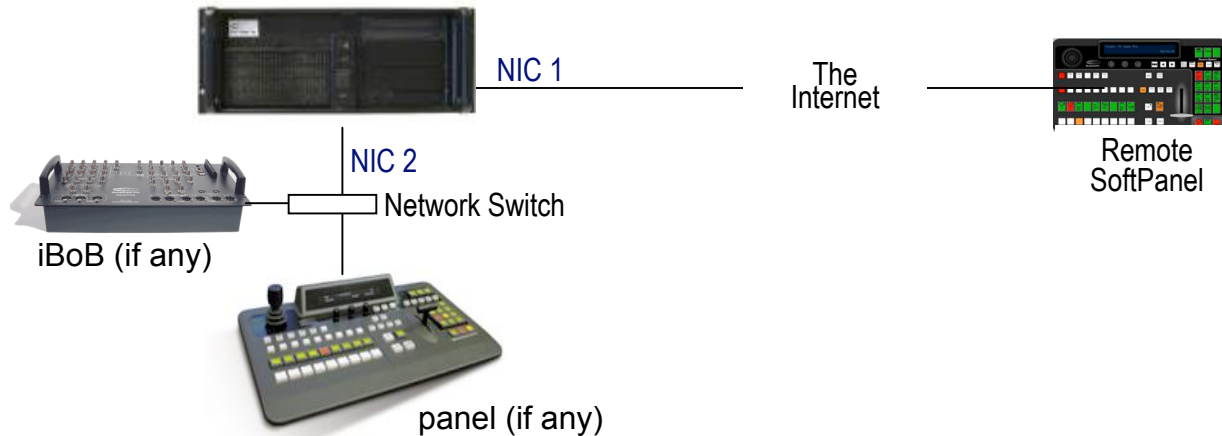 NIC 1
The
Internet
Remote
SoftPanel
NIC 2
Network Switch
iBoB (if any)
panel (if any)